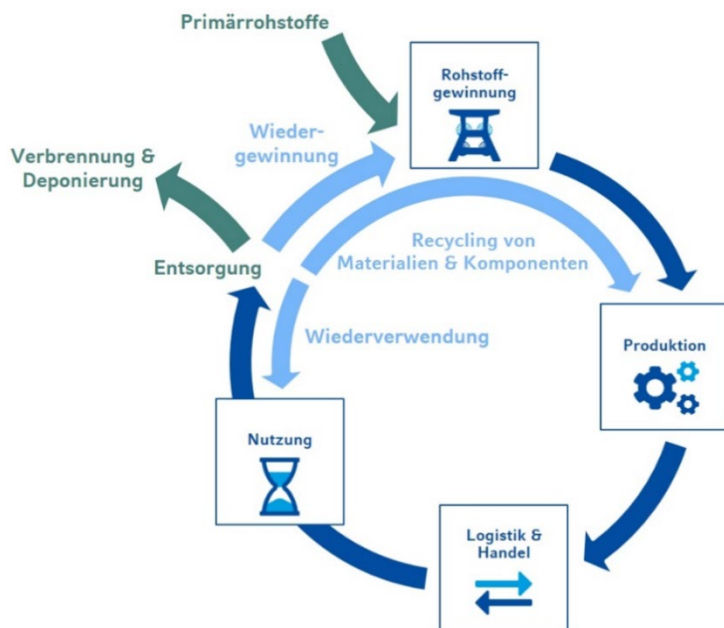 Primärrohstoffe
Rohstoff-
gewinnung
Wieder-
gewinnung
Verbrennung &
Deponierung
Entsorgung
Recycling von
Materialien & Komponenten
Wiederverwendung
Produktion
Nutzung
Logistik &
Handel